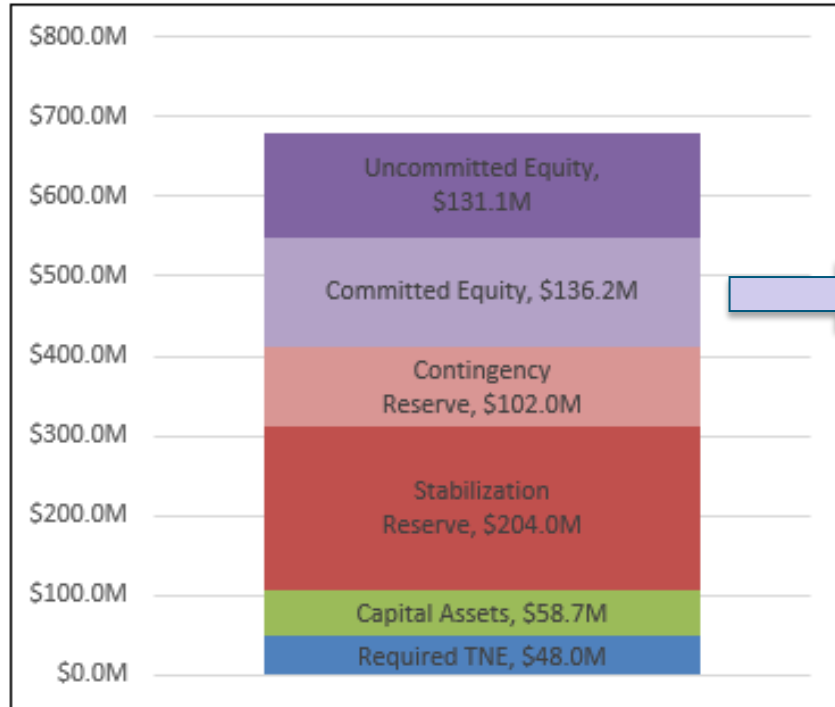 $800.0M
$700.0M
$600.0M
$500.0M
$400.0M
$300.0M
$200.0M
$100.0M
$0.0M
Uncommitted Equity,
$131.1M
Committed Equity, $136.2M
Contingency
Reserve, $102.0M
Stabilization
Reserve, $204.0M
Capital Assets, $58.7M
Required TNE, $48.0M